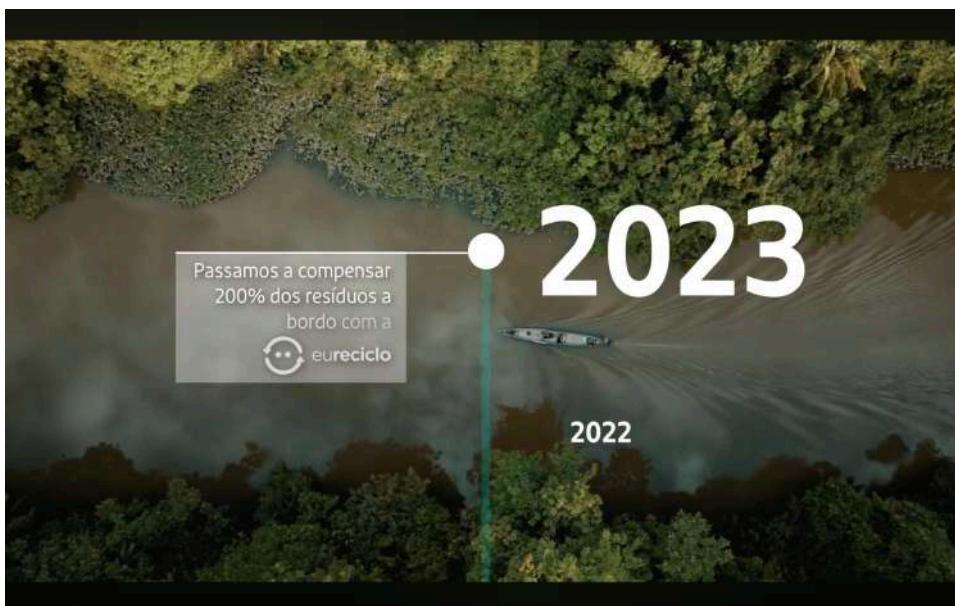 2023
Passamos a compensar
200% dos resíduos a
bordo com a
eureciclo
2022